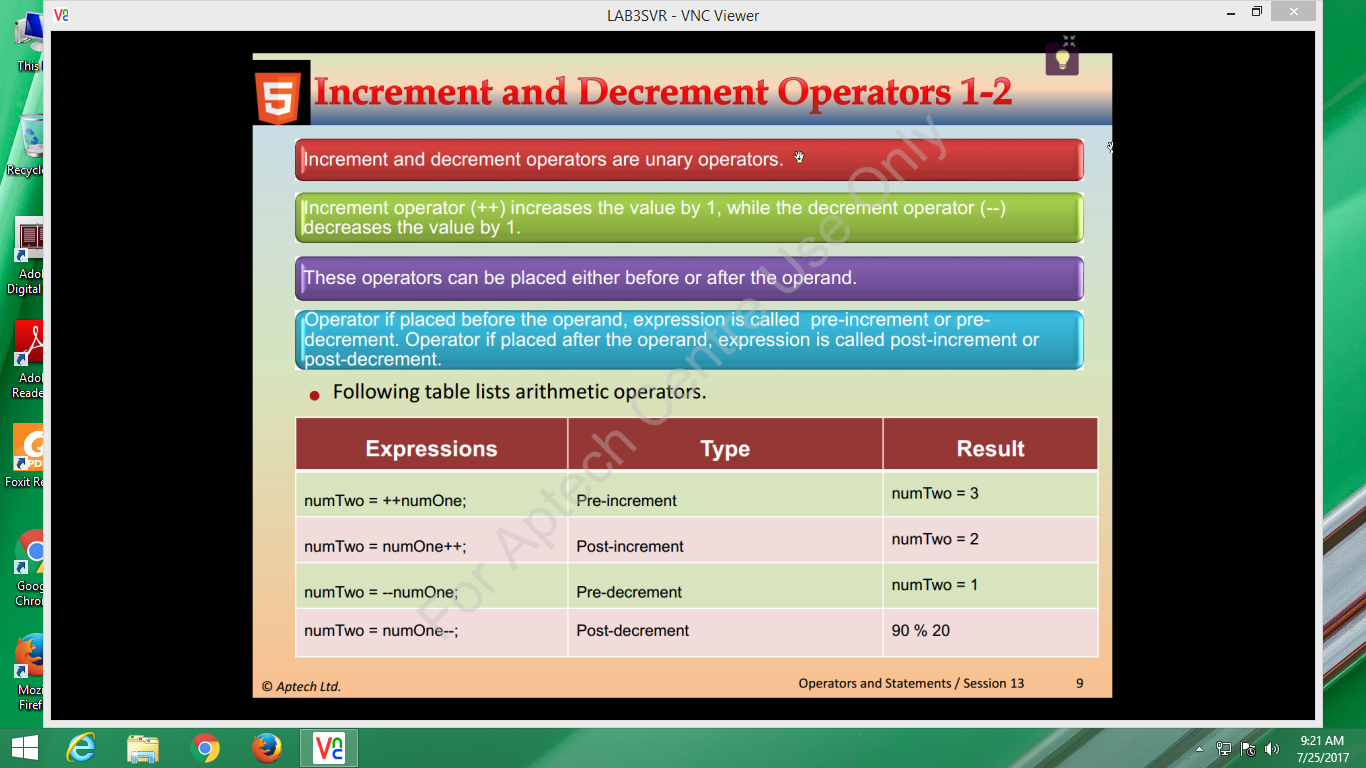 LAB3SVR - VNC Viewer
This
Recycle
Adol
Digital
Adol
Reade
Foxit Re
Goog
Chror
Mozi
Firef
5
Increment and Decrement Operators 1-2
Increment and decrement operators are unary operators.
Increment operator (++) increases the value by 1, while the decrement operator (--)
decreases the value by 1.
These operators can be placed either before or after the operand.
Operator if placed before the operand, expression is called  pre-increment or pre-
decrement. Operator if placed after the operand, expression is called post-increment or
post-decrement.
• Following table lists arithmetic operators.
Expressions Type Result
numTwo = ++numOne; Pre-increment numTwo = 3
numTwo = numOne++; Post-increment numTwo = 2
numTwo = --numOne; Pre-decrement numTwo = 1
numTwo = numOne--; Post-decrement 90 % 20
For Aptech Centre Use Only
© Aptech Ltd. Operators and Statements / Session 13 9
9:21 AM
7/25/2017